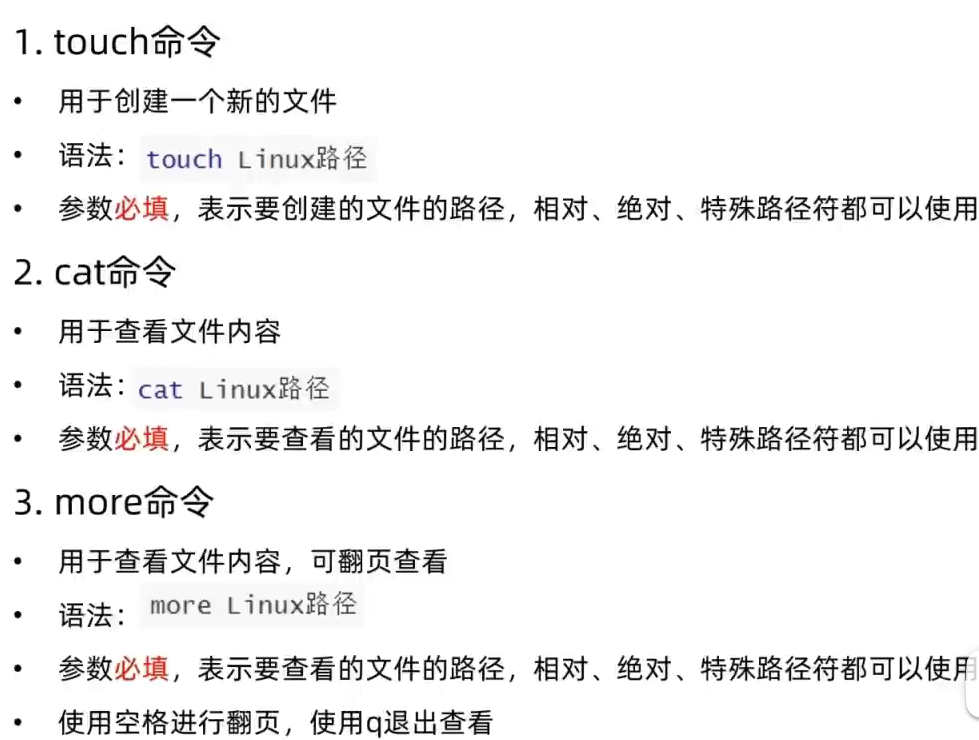 1. touch命令
• 用于创建一个新的文件
• 语法：touch Linux路径
• 参数必填，表示要创建的文件的路径，相对、绝对、特殊路径符都可以使用
2. cat命令
• 用于查看文件内容
• 语法：cat Linux路径
• 参数必填，表示要查看的文件的路径，相对、绝对、特殊路径符都可以使用
3. more命令
• 用于查看文件内容，可翻页查看
• 语法：more Linux路径
• 参数必填，表示要查看的文件的路径，相对、绝对、特殊路径符都可以使用
• 使用空格进行翻页，使用q退出查看